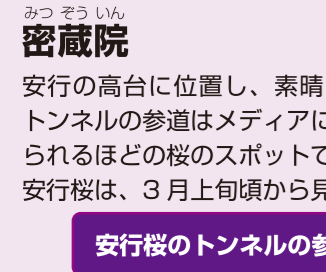 みつ ぞう いん
密蔵院
安行の高台に位置し、素晴
トンネルの参道はメディアに
られるほどの桜のスポットで
安行桜は、3 月上旬頃から見
安行桜のトンネルの参